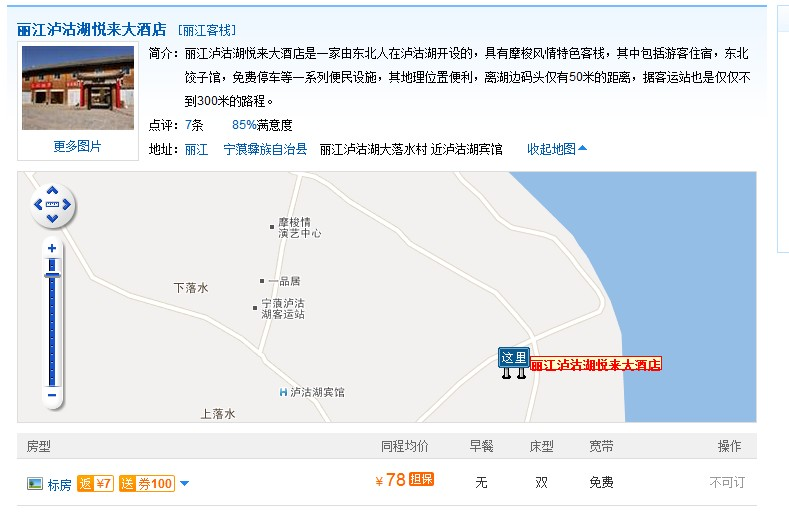 丽江泸沽湖悦来大酒店 [丽江客栈]
简介：丽江泸沽湖悦来大酒店是一家由东北人在泸沽湖开设的，具有摩梭风情特色客栈，其中包括游客住宿，东北
饺子馆，免费停车等一系列便民设施，其地理位置便利，离湖边码头仅有50米的距离，据客运站也是仅仅不
到300米的路程。
更多图片
点评：7条 85%满意度
地址：丽江 宁蒗彝族自治县 丽江泸沽湖大落水村 近泸沽湖宾馆 收起地图
摩梭情
演艺中心
一品居
下落水
宁蒗泸沽
湖客运站
这里
丽江泸沽湖悦来大酒店
H 泸沽湖宾馆
上落水
房型 同程均价 早餐 床型 宽带 操作
标房 返 ¥7 送 券100 ¥78 担保 无 双 免费 不可订